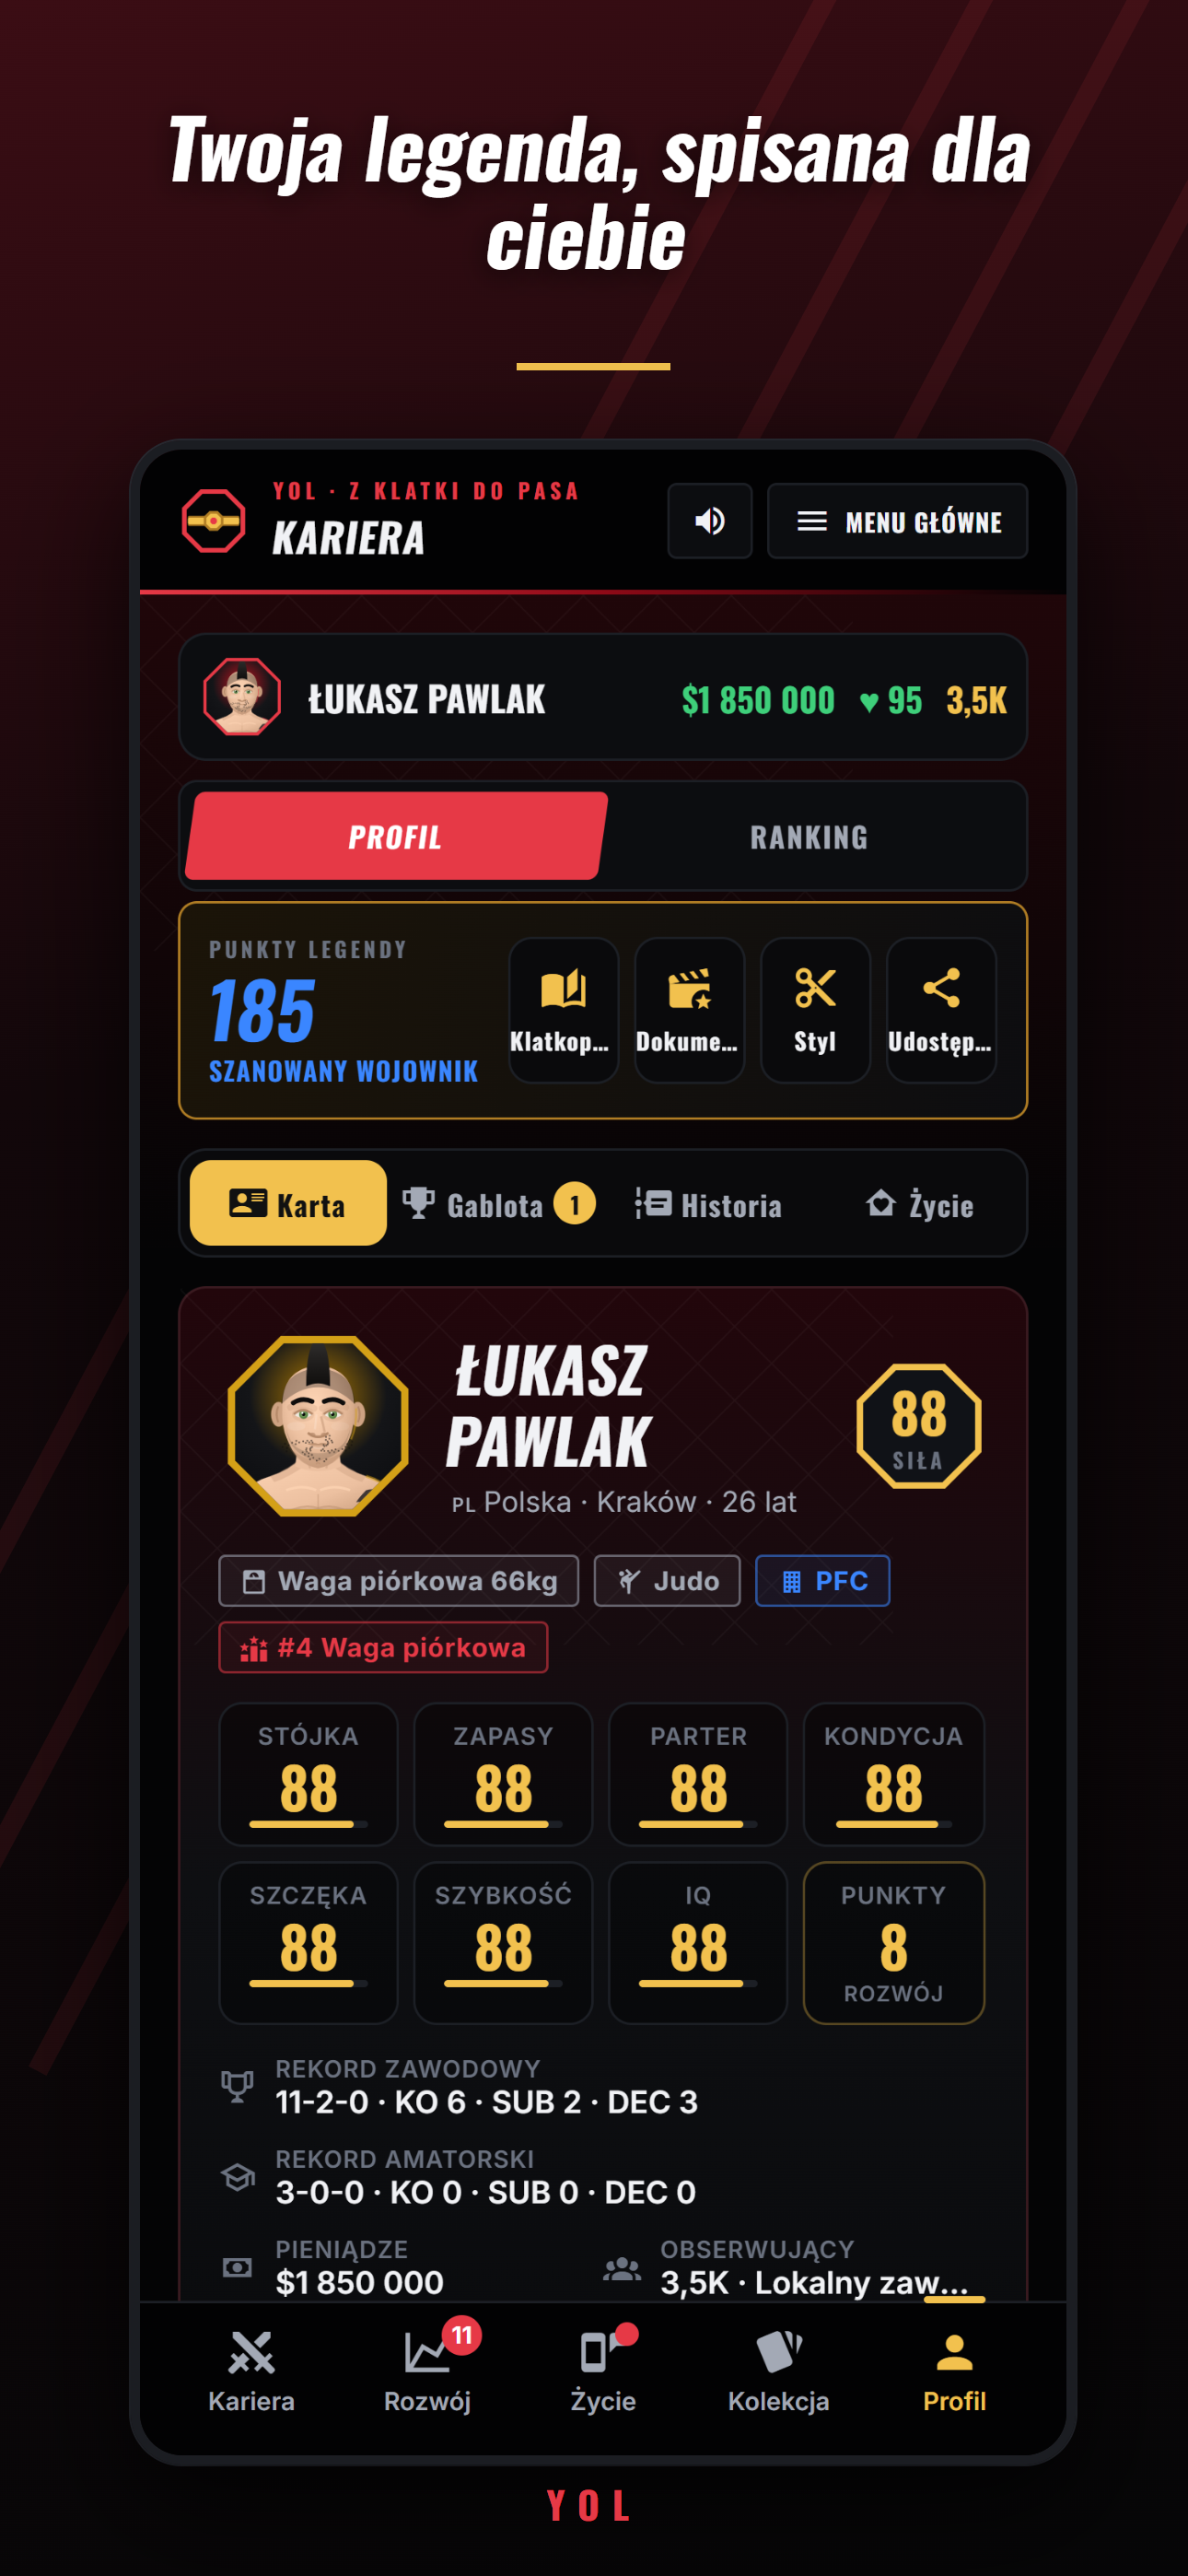 Twoja legenda, spisana dla
ciebie
YOL · Z KLATKI DO PASA
KARIERA
MENU GŁÓWNE
ŁUKASZ PAWLAK
$1 850 000 ♥ 95 3,5K
PROFIL
RANKING
PUNKTY LEGENDY
185
SZANOWANY WOJOWNIK
Klatkop...
Dokume...
Styl
Udostęp...
Karta
Gablota 1
Historia
Życie
ŁUKASZ
PAWLAK
PL Polska · Kraków · 26 lat
88
SIŁA
Waga piórkowa 66kg
Judo
PFC
#4 Waga piórkowa
STÓJKA
88
ZAPASY
88
PARTER
88
KONDYCJA
88
SZCZĘKA
88
SZYBKOŚĆ
88
IQ
88
PUNKTY
8
ROZWÓJ
REKORD ZAWODOWY
11-2-0 · KO 6 · SUB 2 · DEC 3
REKORD AMATORSKI
3-0-0 · KO 0 · SUB 0 · DEC 0
PIENIĄDZE
$1 850 000
OBSERWUJĄCY
3,5K · Lokalny zaw...
Kariera
11
Rozwój
Życie
Kolekcja
Profil
YOL